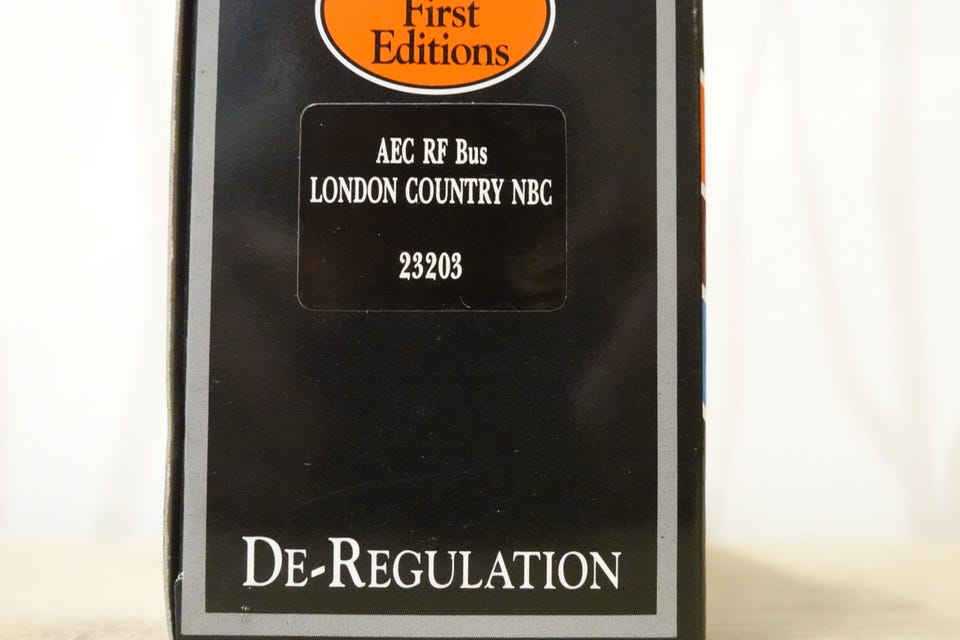 First
Editions
AEC RF Bus
LONDON COUNTRY NBC
23203
DE-REGULATION